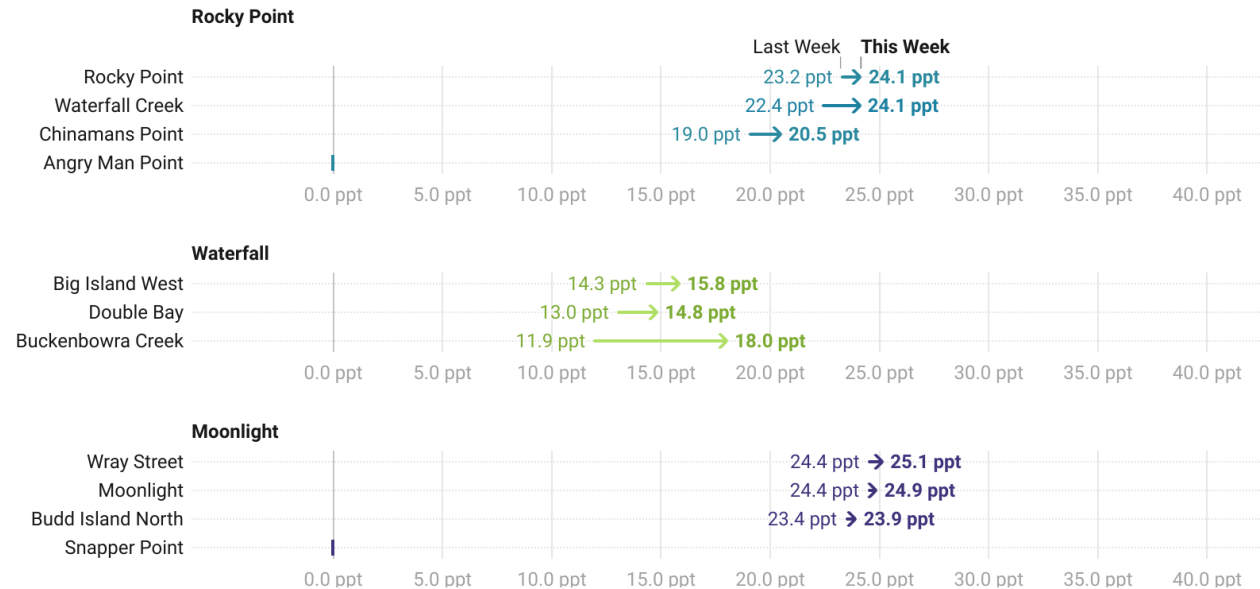 Rocky Point
Last Week This Week
Rocky Point 23.2 ppt 24.1 ppt
Waterfall Creek 22.4 ppt 24.1 ppt
Chinamans Point 19.0 ppt 20.5 ppt
Angry Man Point
0.0 ppt 5.0 ppt 10.0 ppt 15.0 ppt 20.0 ppt 25.0 ppt 30.0 ppt 35.0 ppt 40.0 ppt
Waterfall
Big Island West 14.3 ppt 15.8 ppt
Double Bay 13.0 ppt 14.8 ppt
Buckenbowra Creek 11.9 ppt 18.0 ppt
0.0 ppt 5.0 ppt 10.0 ppt 15.0 ppt 20.0 ppt 25.0 ppt 30.0 ppt 35.0 ppt 40.0 ppt
Moonlight
Wray Street 24.4 ppt 25.1 ppt
Moonlight 24.4 ppt 24.9 ppt
Budd Island North 23.4 ppt 23.9 ppt
Snapper Point
0.0 ppt 5.0 ppt 10.0 ppt 15.0 ppt 20.0 ppt 25.0 ppt 30.0 ppt 35.0 ppt 40.0 ppt